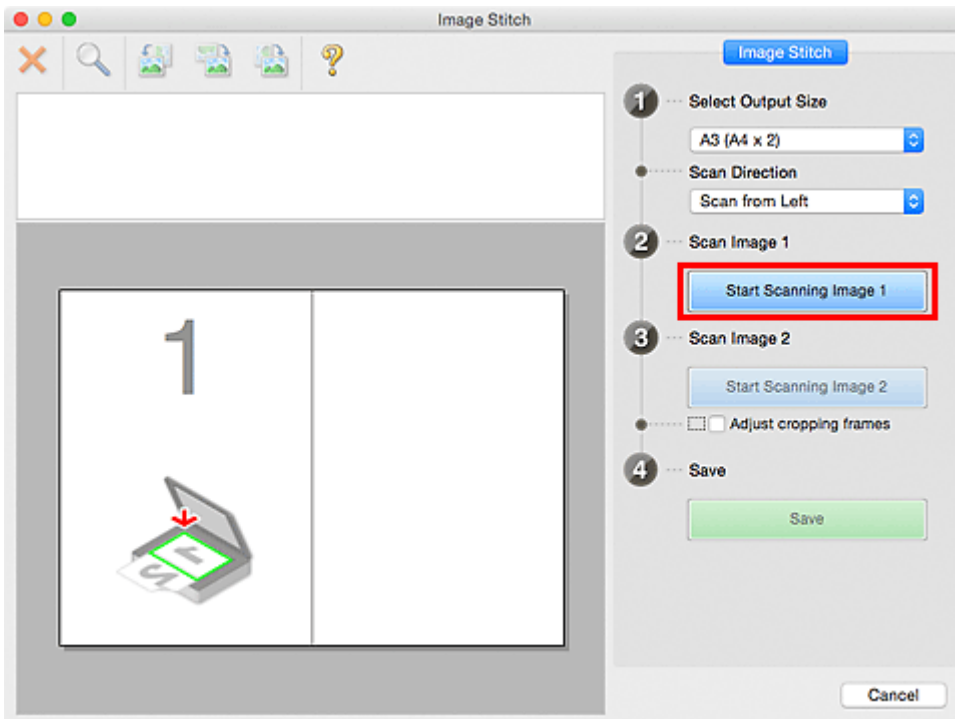 Image Stitch
Image Stitch
1 Select Output Size
A3 (A4 x 2)
Scan Direction
Scan from Left
2 Scan Image 1
Start Scanning Image 1
3 Scan Image 2
Start Scanning Image 2
Adjust cropping frames
4 Save
Save
1
1
2
Cancel